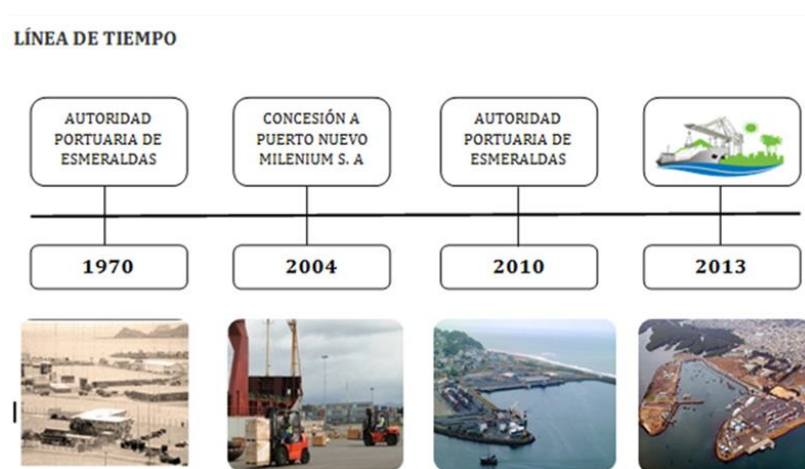 LÍNEA DE TIEMPO
AUTORIDAD
PORTUARIA DE
ESMERALDAS
CONCESIÓN A
PUERTO NUEVO
MILENIUM S. A
AUTORIDAD
PORTUARIA DE
ESMERALDAS
1970
2004
2010
2013